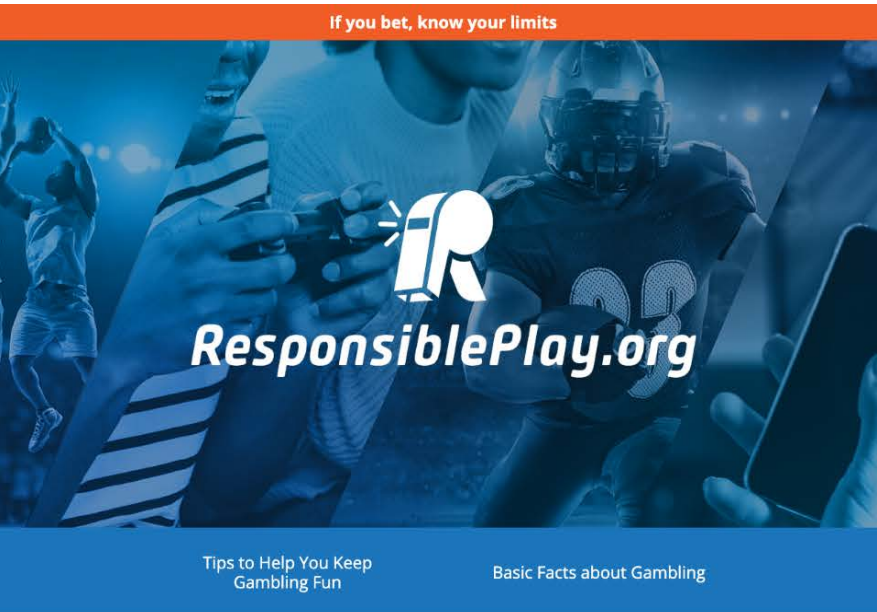 If you bet, know your limits
ResponsiblePlay.org
Tips to Help You Keep
Gambling Fun
Basic Facts about Gambling